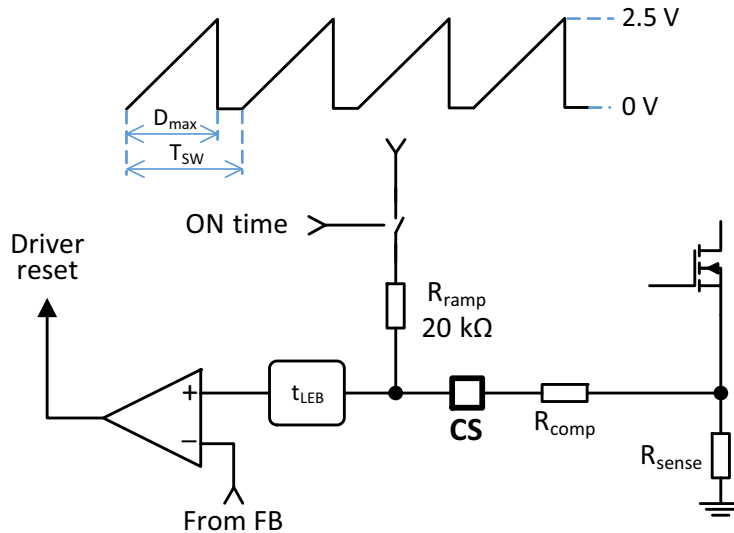 2.5 V
0 V
Dmax
TSW
ON time
Driver
reset
Rramp
20 kΩ
tLEB
+
−
CS
Rcomp
Rsense
From FB